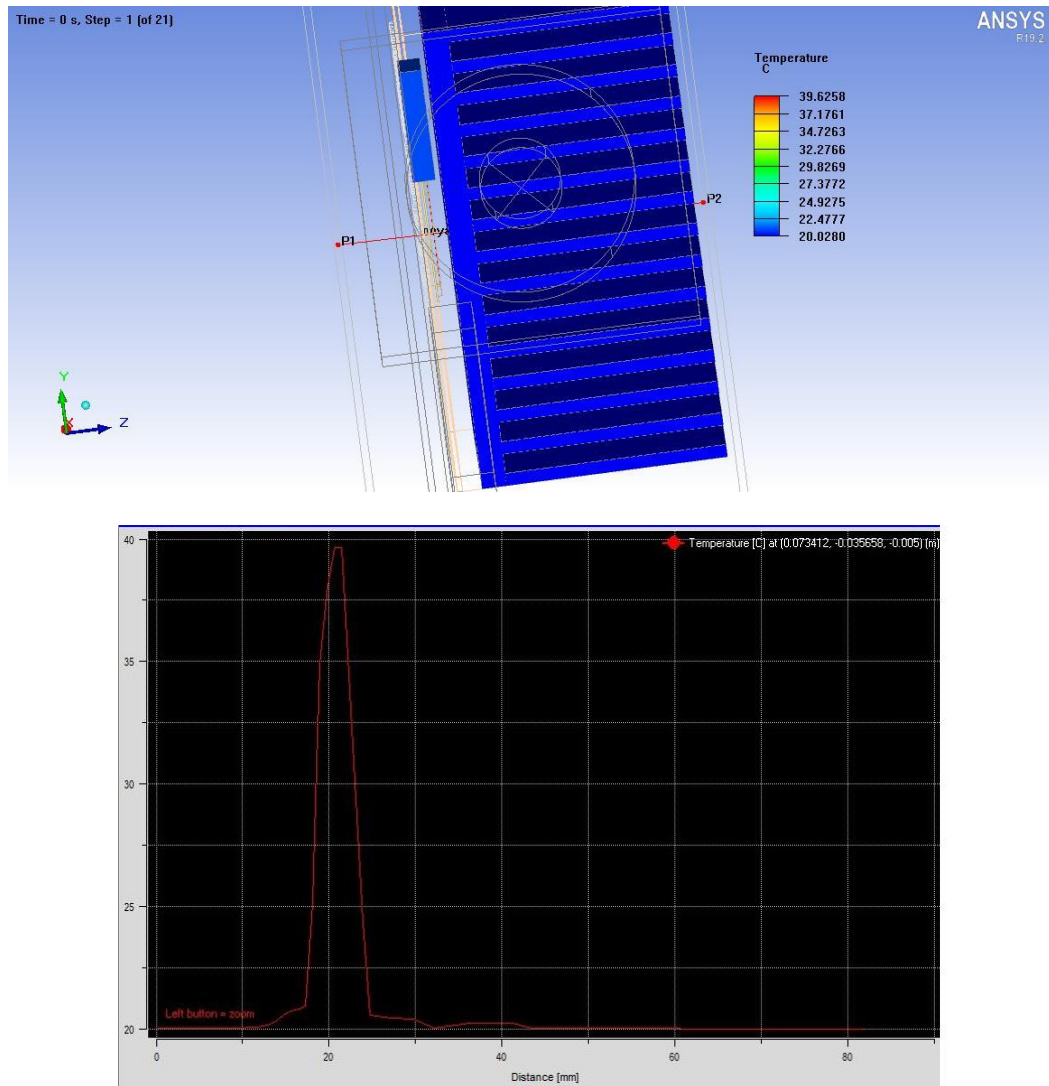 Time = 0 s, Step = 1 (of 21)
ANSYS
R19.2
Temperature
C
39.6258
37.1761
34.7263
32.2766
29.8269
27.3772
24.9275
22.4777
20.0280
P1
P2
Y
X
Z
Temperature [C] at (0.073412, -0.035658, -0.005) (m)
40
35
30
25
20
Left button = zoom
0
20
40
60
80
Distance [mm]